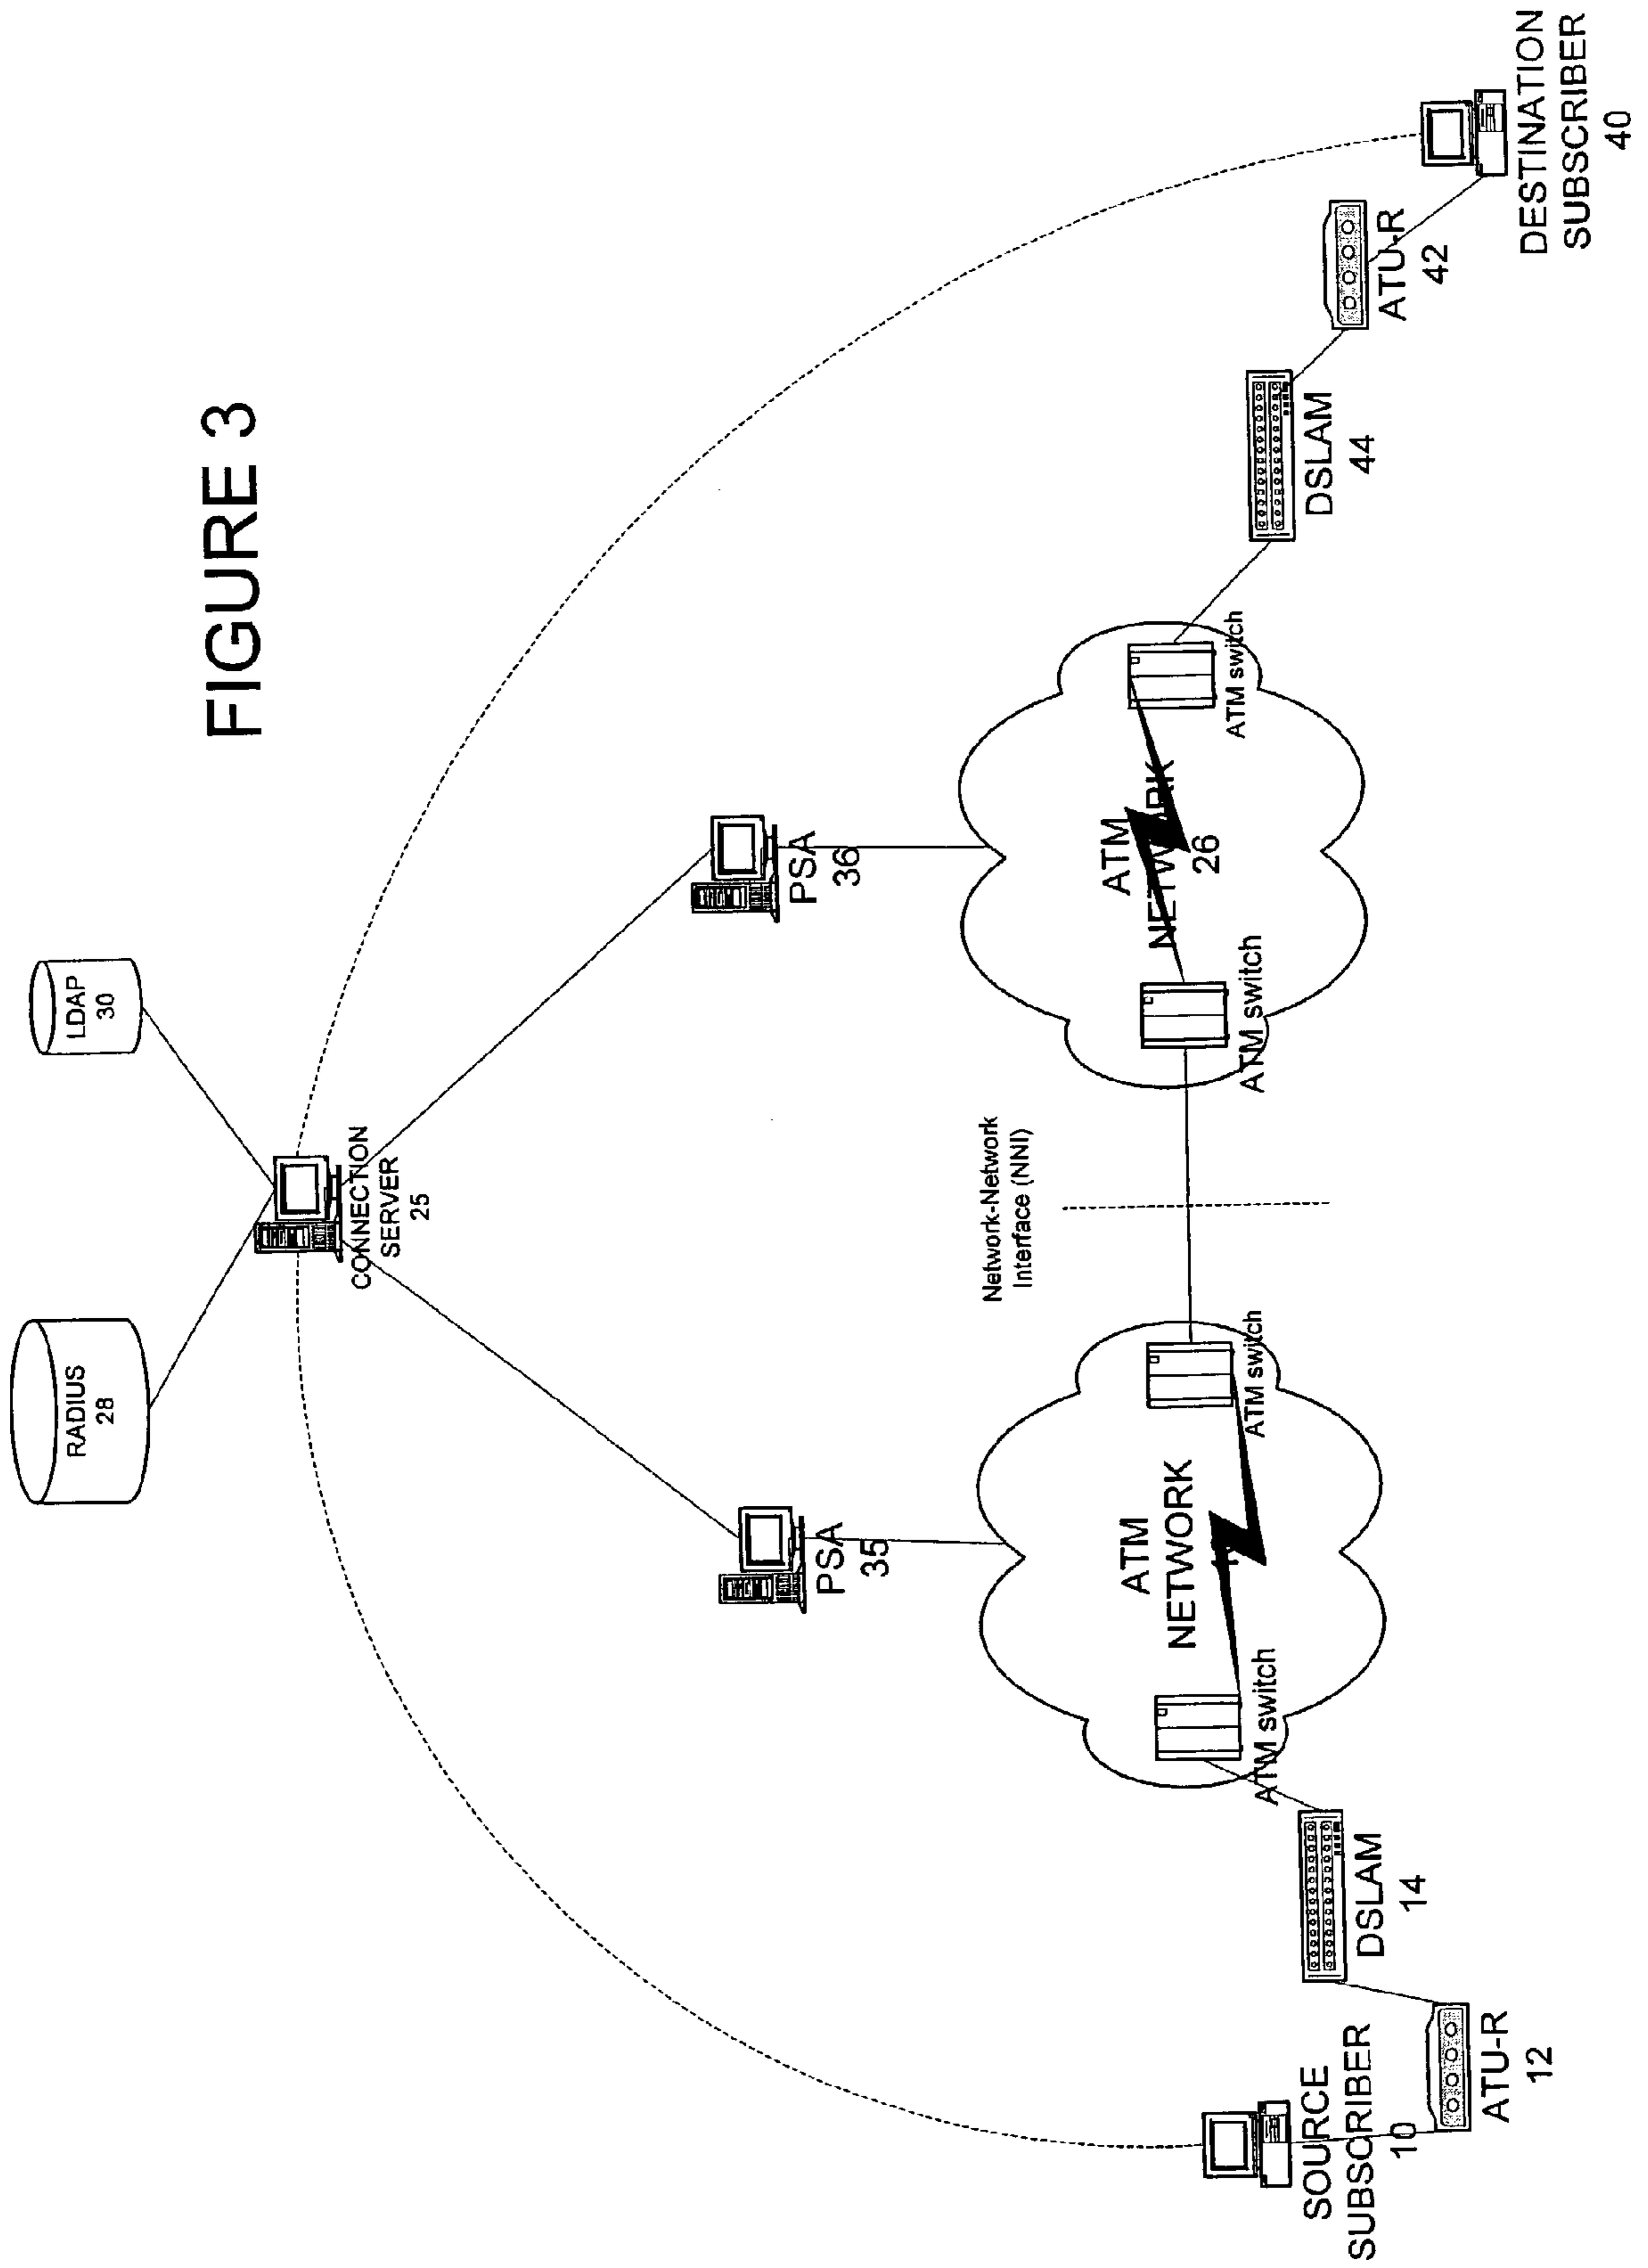 FIGURE 3
RADIUS
28
LDAP
30
CONNECTION
SERVER
25
PSA
35
PSA
36
Network-Network
Interface (NNI)
ATM
NETWORK
ATM switch
ATM switch
ATM
NETWORK
26
ATM switch
ATM switch
SOURCE
SUBSCRIBER
10
ATU-R
12
DSLAM
14
DSLAM
44
ATU-R
42
DESTINATION
SUBSCRIBER
40